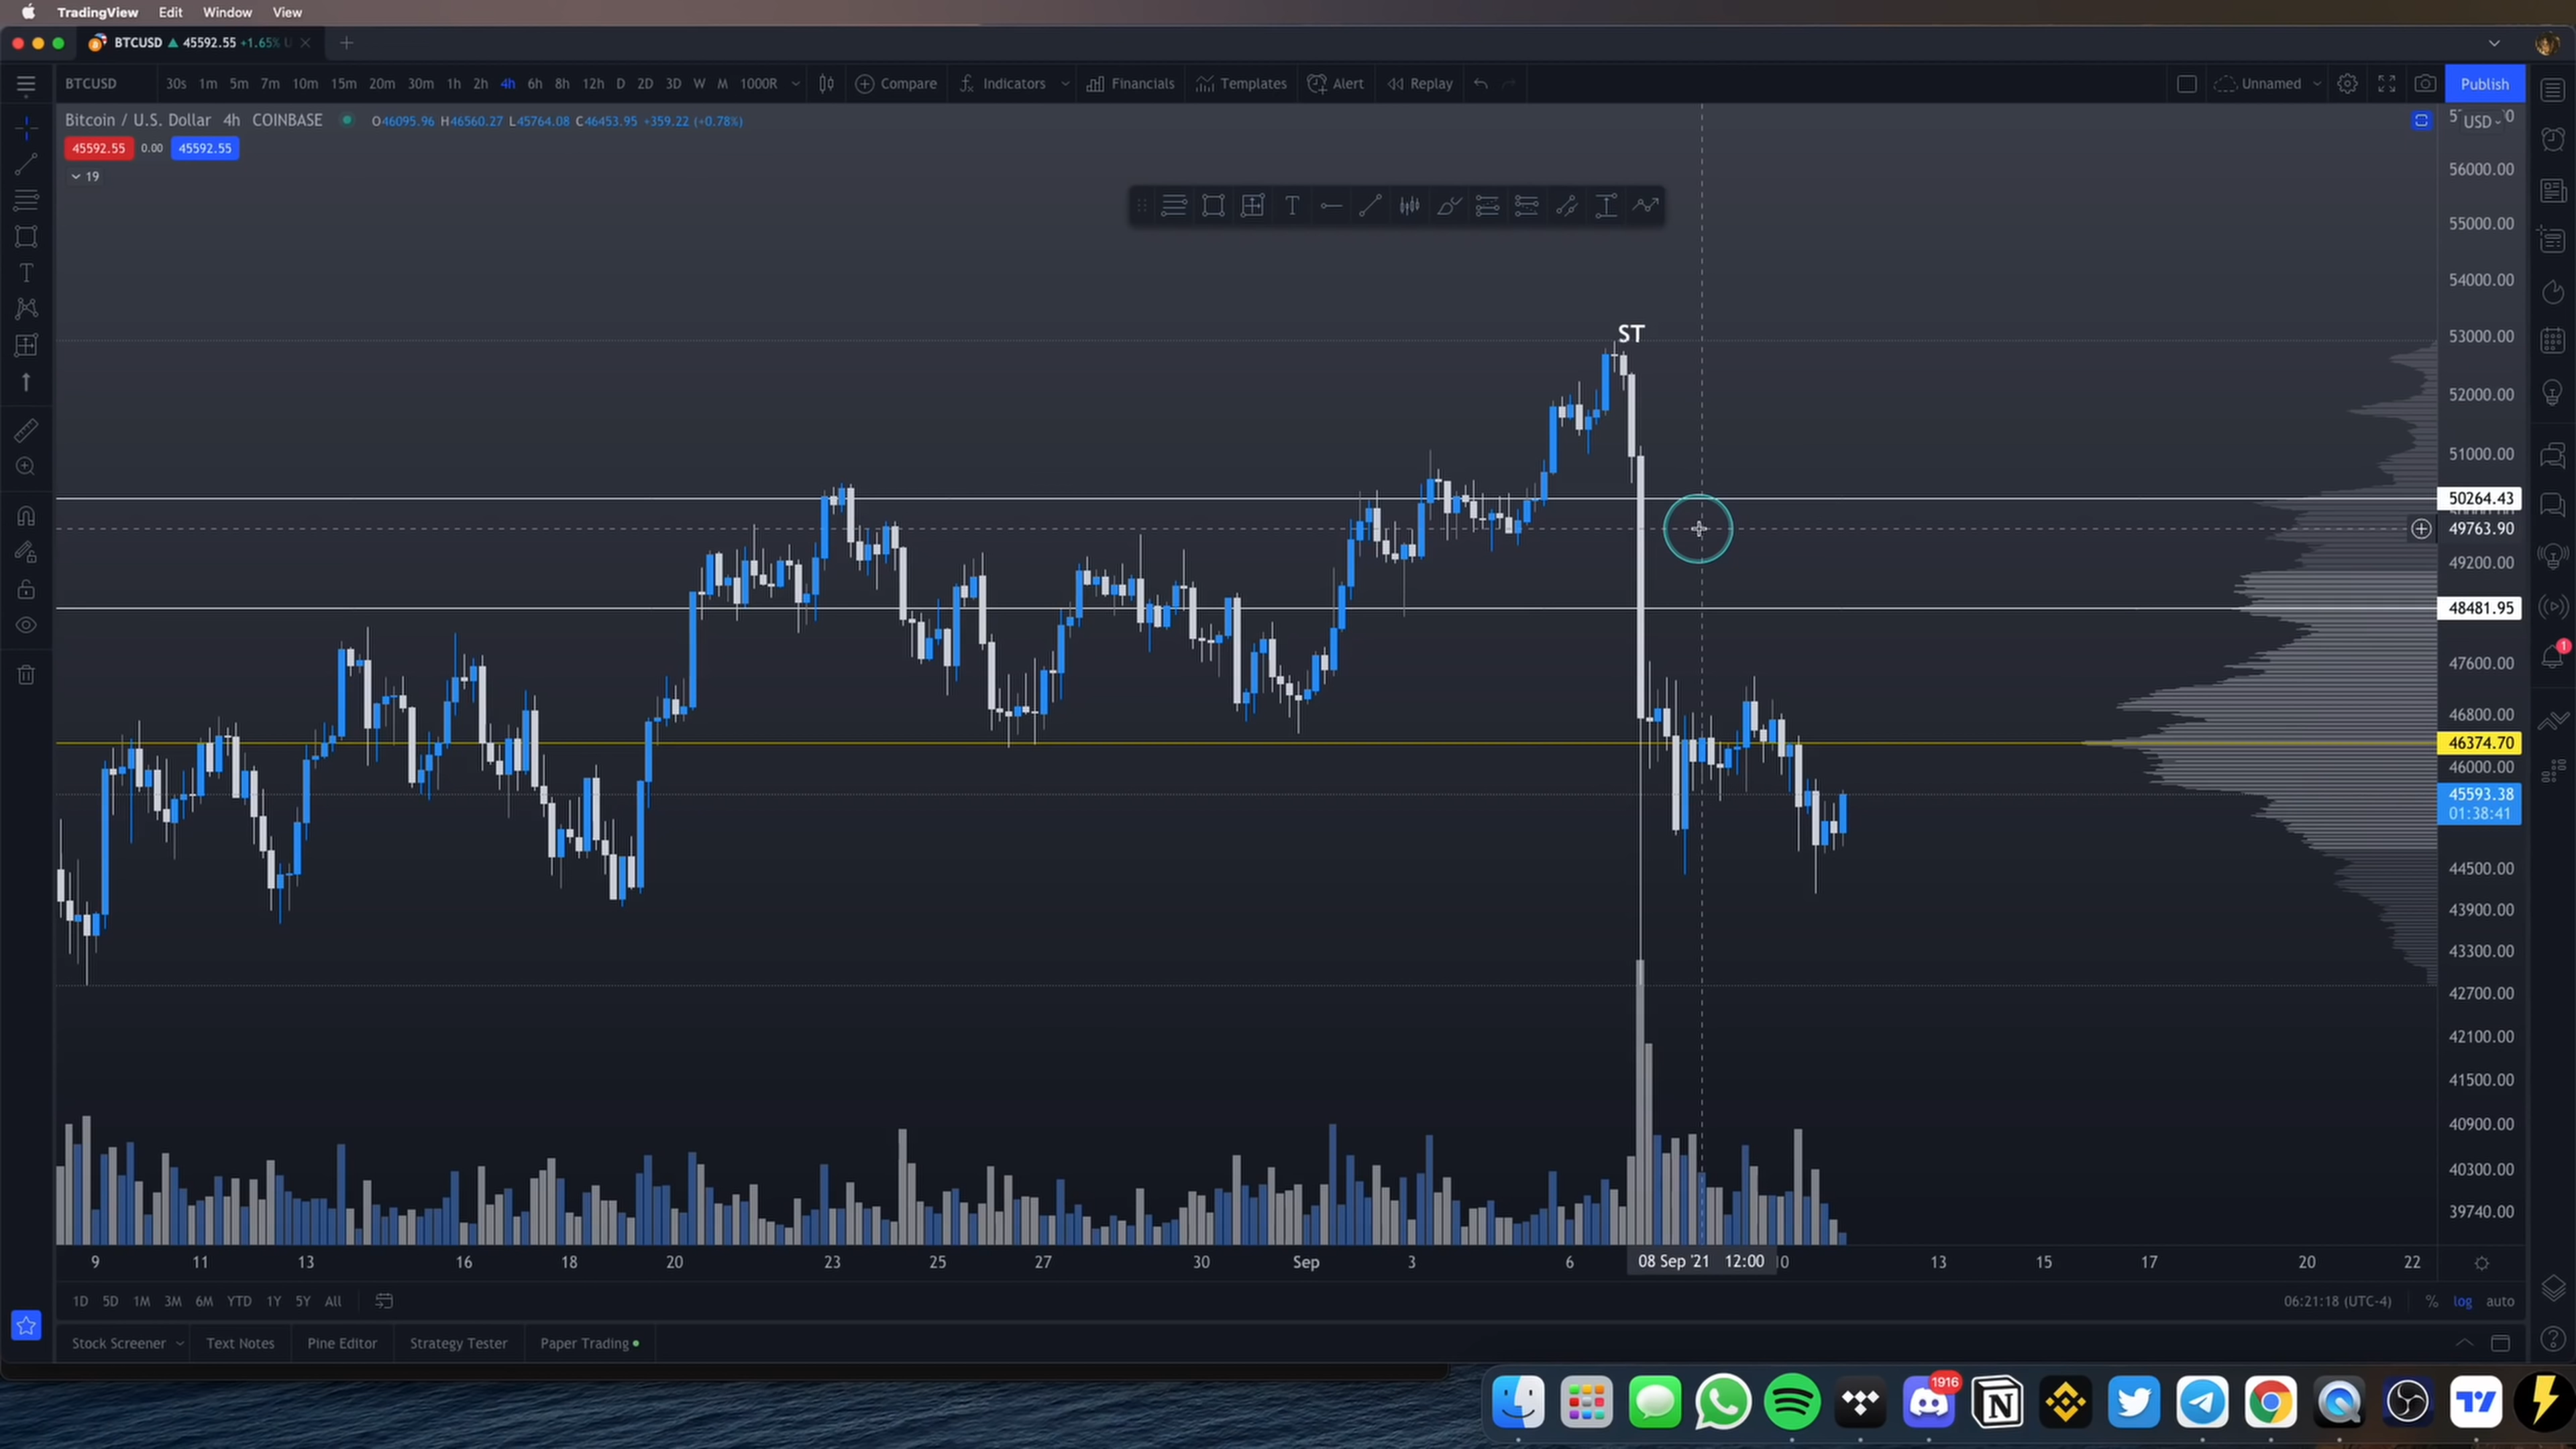 TradingView Edit Window View
BTCUSD ▲ 45592.55 +1.65% U
BTCUSD 30s 1m 5m 7m 10m 15m 20m 30m 1h 2h 4h 6h 8h 12h D 2D 3D W M 1000R Compare Indicators Financials Templates Alert Replay Unnamed Publish
Bitcoin / U.S. Dollar 4h COINBASE O46095.96 H46560.27 L45764.08 C46453.95 +359.22 (+0.78%)
USD
45592.55 0.00 45592.55
19
56000.00
55000.00
54000.00
ST
53000.00
52000.00
51000.00
50264.43
49763.90
49200.00
48481.95
47600.00
46800.00
46374.70
46000.00
45593.38
01:38:41
44500.00
43900.00
43300.00
42700.00
42100.00
41500.00
40900.00
40300.00
39740.00
9 11 13 16 18 20 23 25 27 30 Sep 3 6 08 Sep '21 12:00 13 15 17 20 22
1D 5D 1M 3M 6M YTD 1Y 5Y All 06:21:18 (UTC-4) % log auto
Stock Screener Text Notes Pine Editor Strategy Tester Paper Trading
1
1916